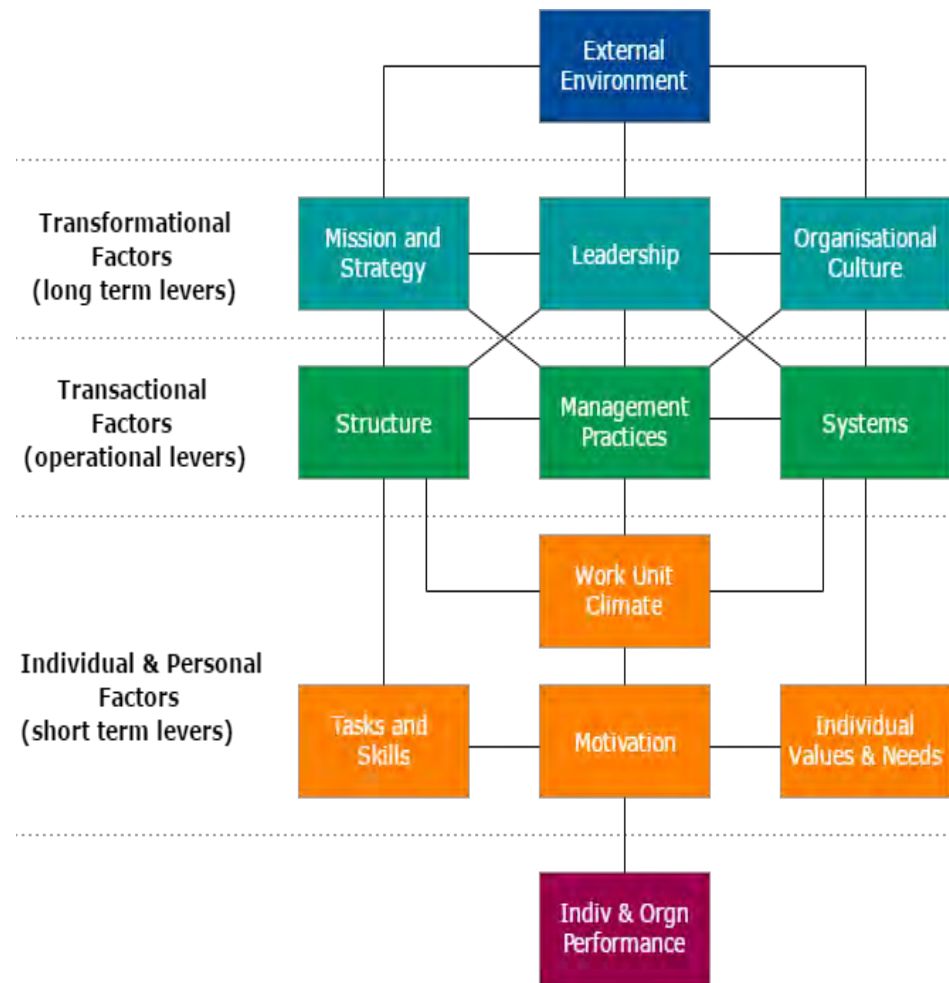 External
Environment
Transformational
Factors
(long term levers)
Mission and
Strategy
Leadership
Organisational
Culture
Transactional
Factors
(operational levers)
Structure
Management
Practices
Systems
Work Unit
Climate
Individual & Personal
Factors
(short term levers)
Tasks and
Skills
Motivation
Individual
Values & Needs
Indiv & Orgn
Performance